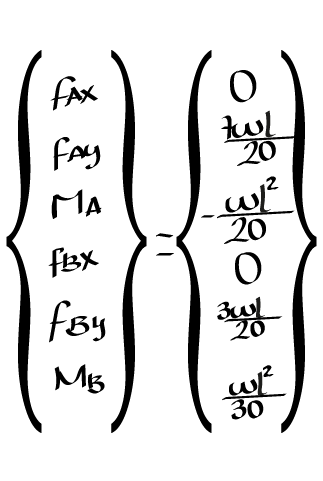 {fAx} = {0}
{fAy} = {7wl/20}
{MA} = {-wl²/20}
{fBx} = {0}
{fBy} = {3wl/20}
{MB} = {wl²/30}